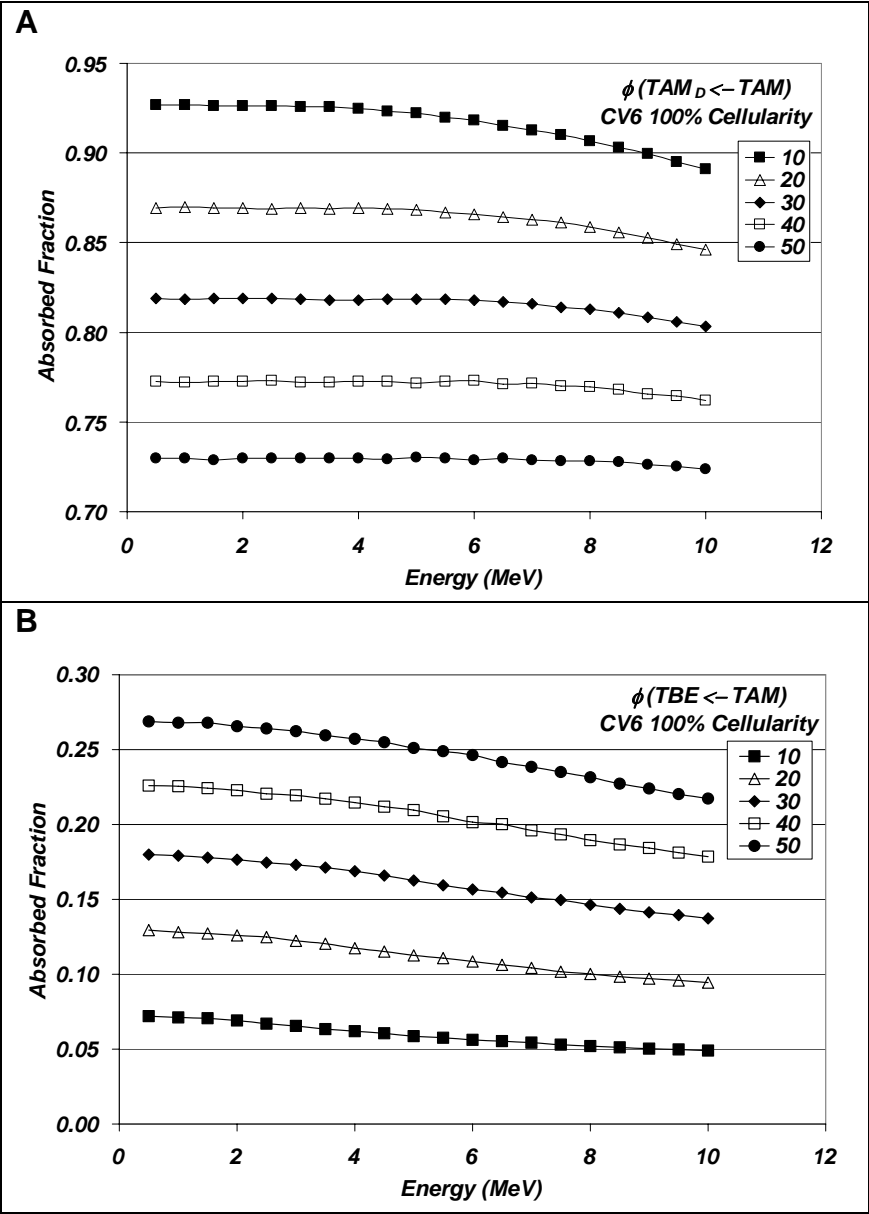 A
ϕ (TAM D <– TAM)
CV6 100% Cellularity
10
20
30
40
50
0.95
0.90
0.85
0.80
0.75
0.70
Absorbed Fraction
0 2 4 6 8 10 12
Energy (MeV)
B
ϕ (TBE <– TAM)
CV6 100% Cellularity
10
20
30
40
50
0.30
0.25
0.20
0.15
0.10
0.05
0.00
Absorbed Fraction
0 2 4 6 8 10 12
Energy (MeV)